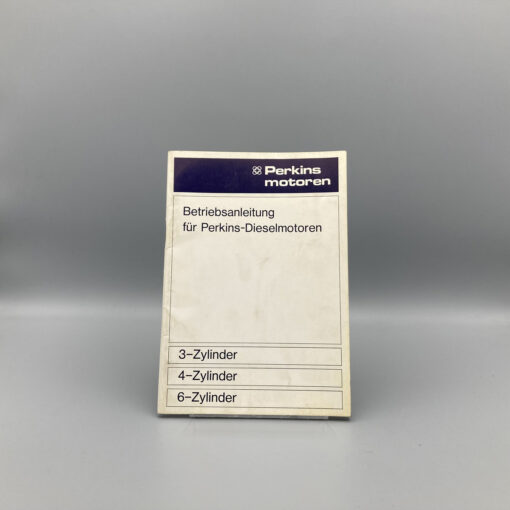 Perkins
motoren
Betriebsanleitung
für Perkins-Dieselmotoren
3-Zylinder
4-Zylinder
6-Zylinder